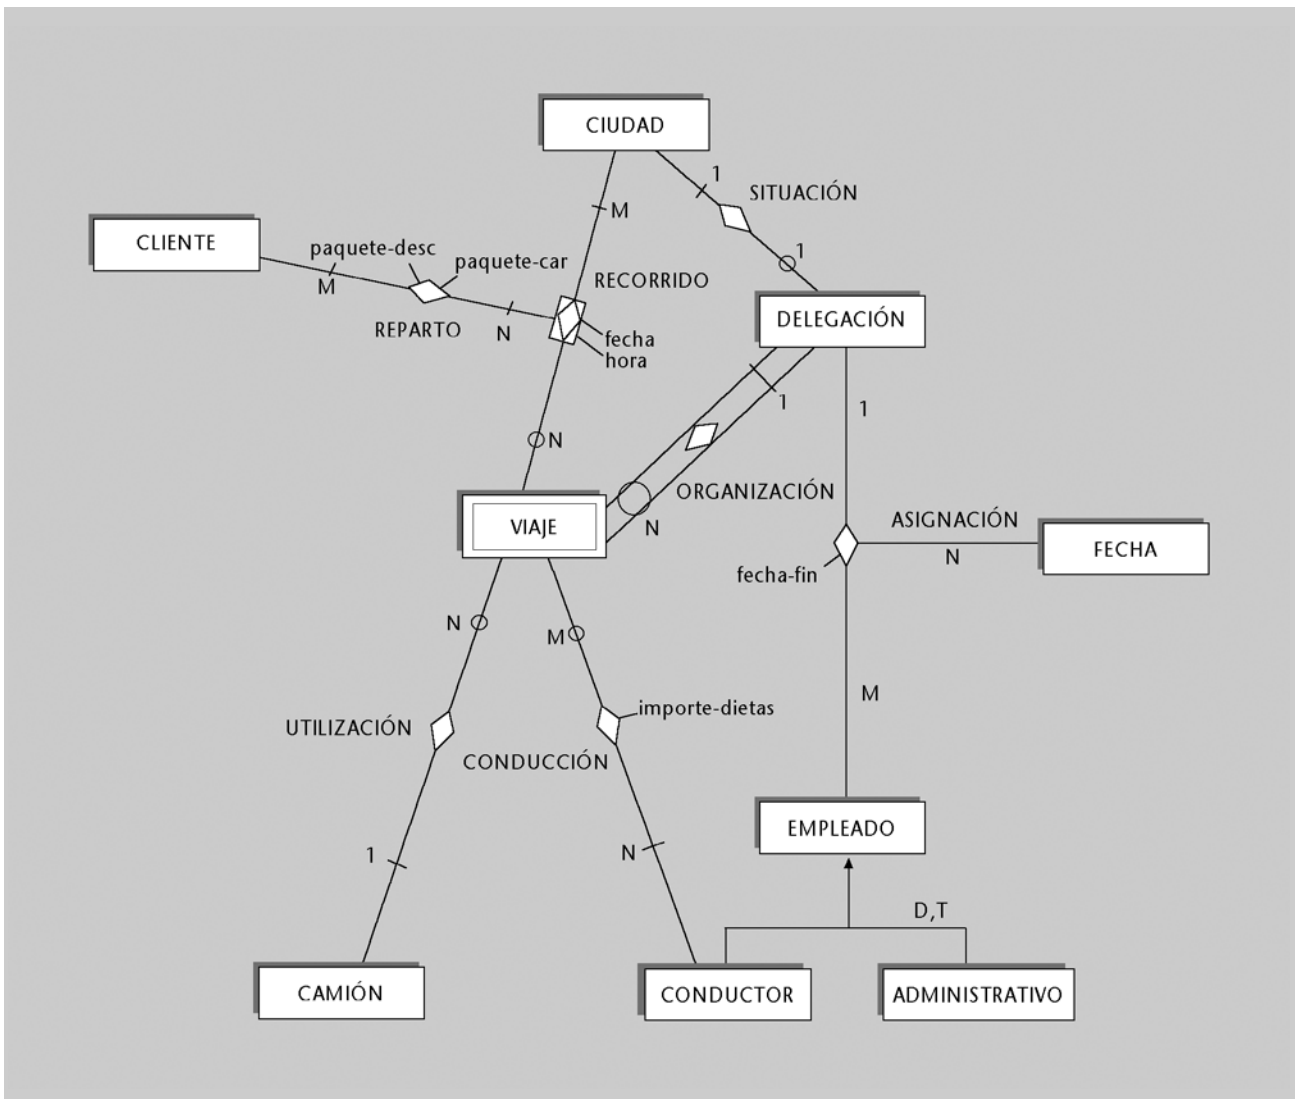 CIUDAD
1
SITUACIÓN
M
CLIENTE
paquete-desc
paquete-car
1
M
RECORRIDO
REPARTO
N
fecha
hora
DELEGACIÓN
1
1
N
ORGANIZACIÓN
N
VIAJE
ASIGNACIÓN
N
FECHA
fecha-fin
N
M
M
importe-dietas
UTILIZACIÓN
CONDUCCIÓN
EMPLEADO
1
N
D,T
CAMIÓN
CONDUCTOR
ADMINISTRATIVO